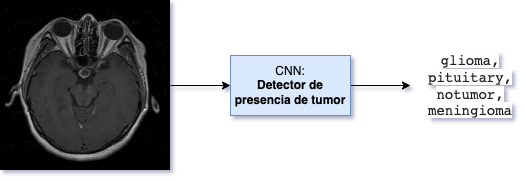 CNN:
Detector de
presencia de tumor
glioma,
pituitary,
notumor,
meningioma